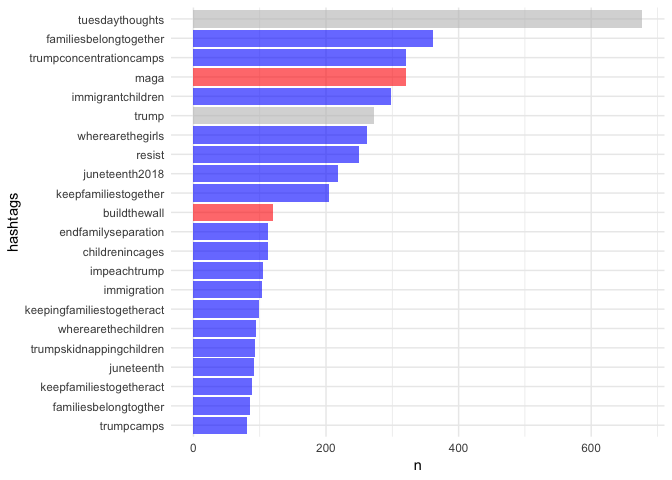 tuesdaythoughts
familiesbelongtogether
trumpconcentrationcamps
maga
immigrantchildren
trump
wherearethegirls
resist
juneteenth2018
keepfamiliestogether
buildthewall
endfamilyseparation
childrenincages
impeachtrump
immigration
keepingfamiliestogetheract
wherearethechildren
trumpskidnappingchildren
juneteenth
keepfamiliestogetheract
familiesbelongtogther
trumpcamps
hashtags
0 200 400 600
n